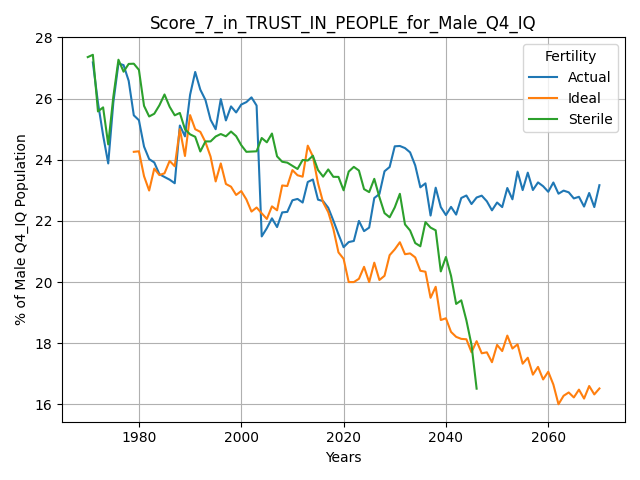 Score_7_in_TRUST_IN_PEOPLE_for_Male_Q4_IQ
% of Male Q4_IQ Population
28
26
24
22
20
18
16
Fertility
Actual
Ideal
Sterile
1980 2000 2020 2040 2060
Years